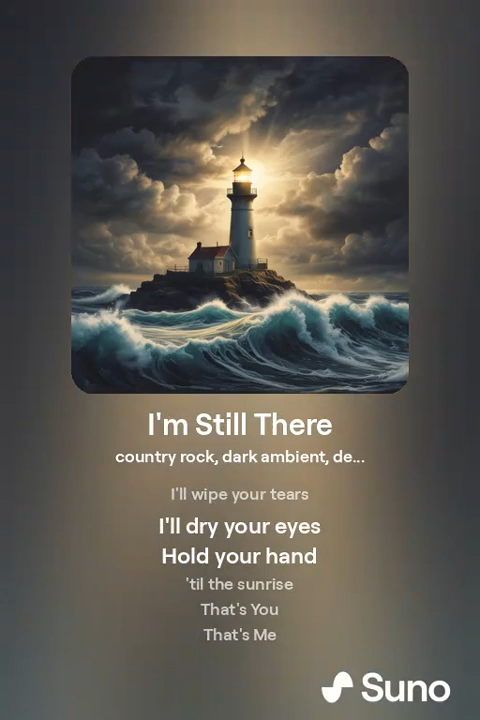 I'm Still There
country rock, dark ambient, de...
I'll wipe your tears
I'll dry your eyes
Hold your hand
'til the sunrise
That's You
That's Me
Suno